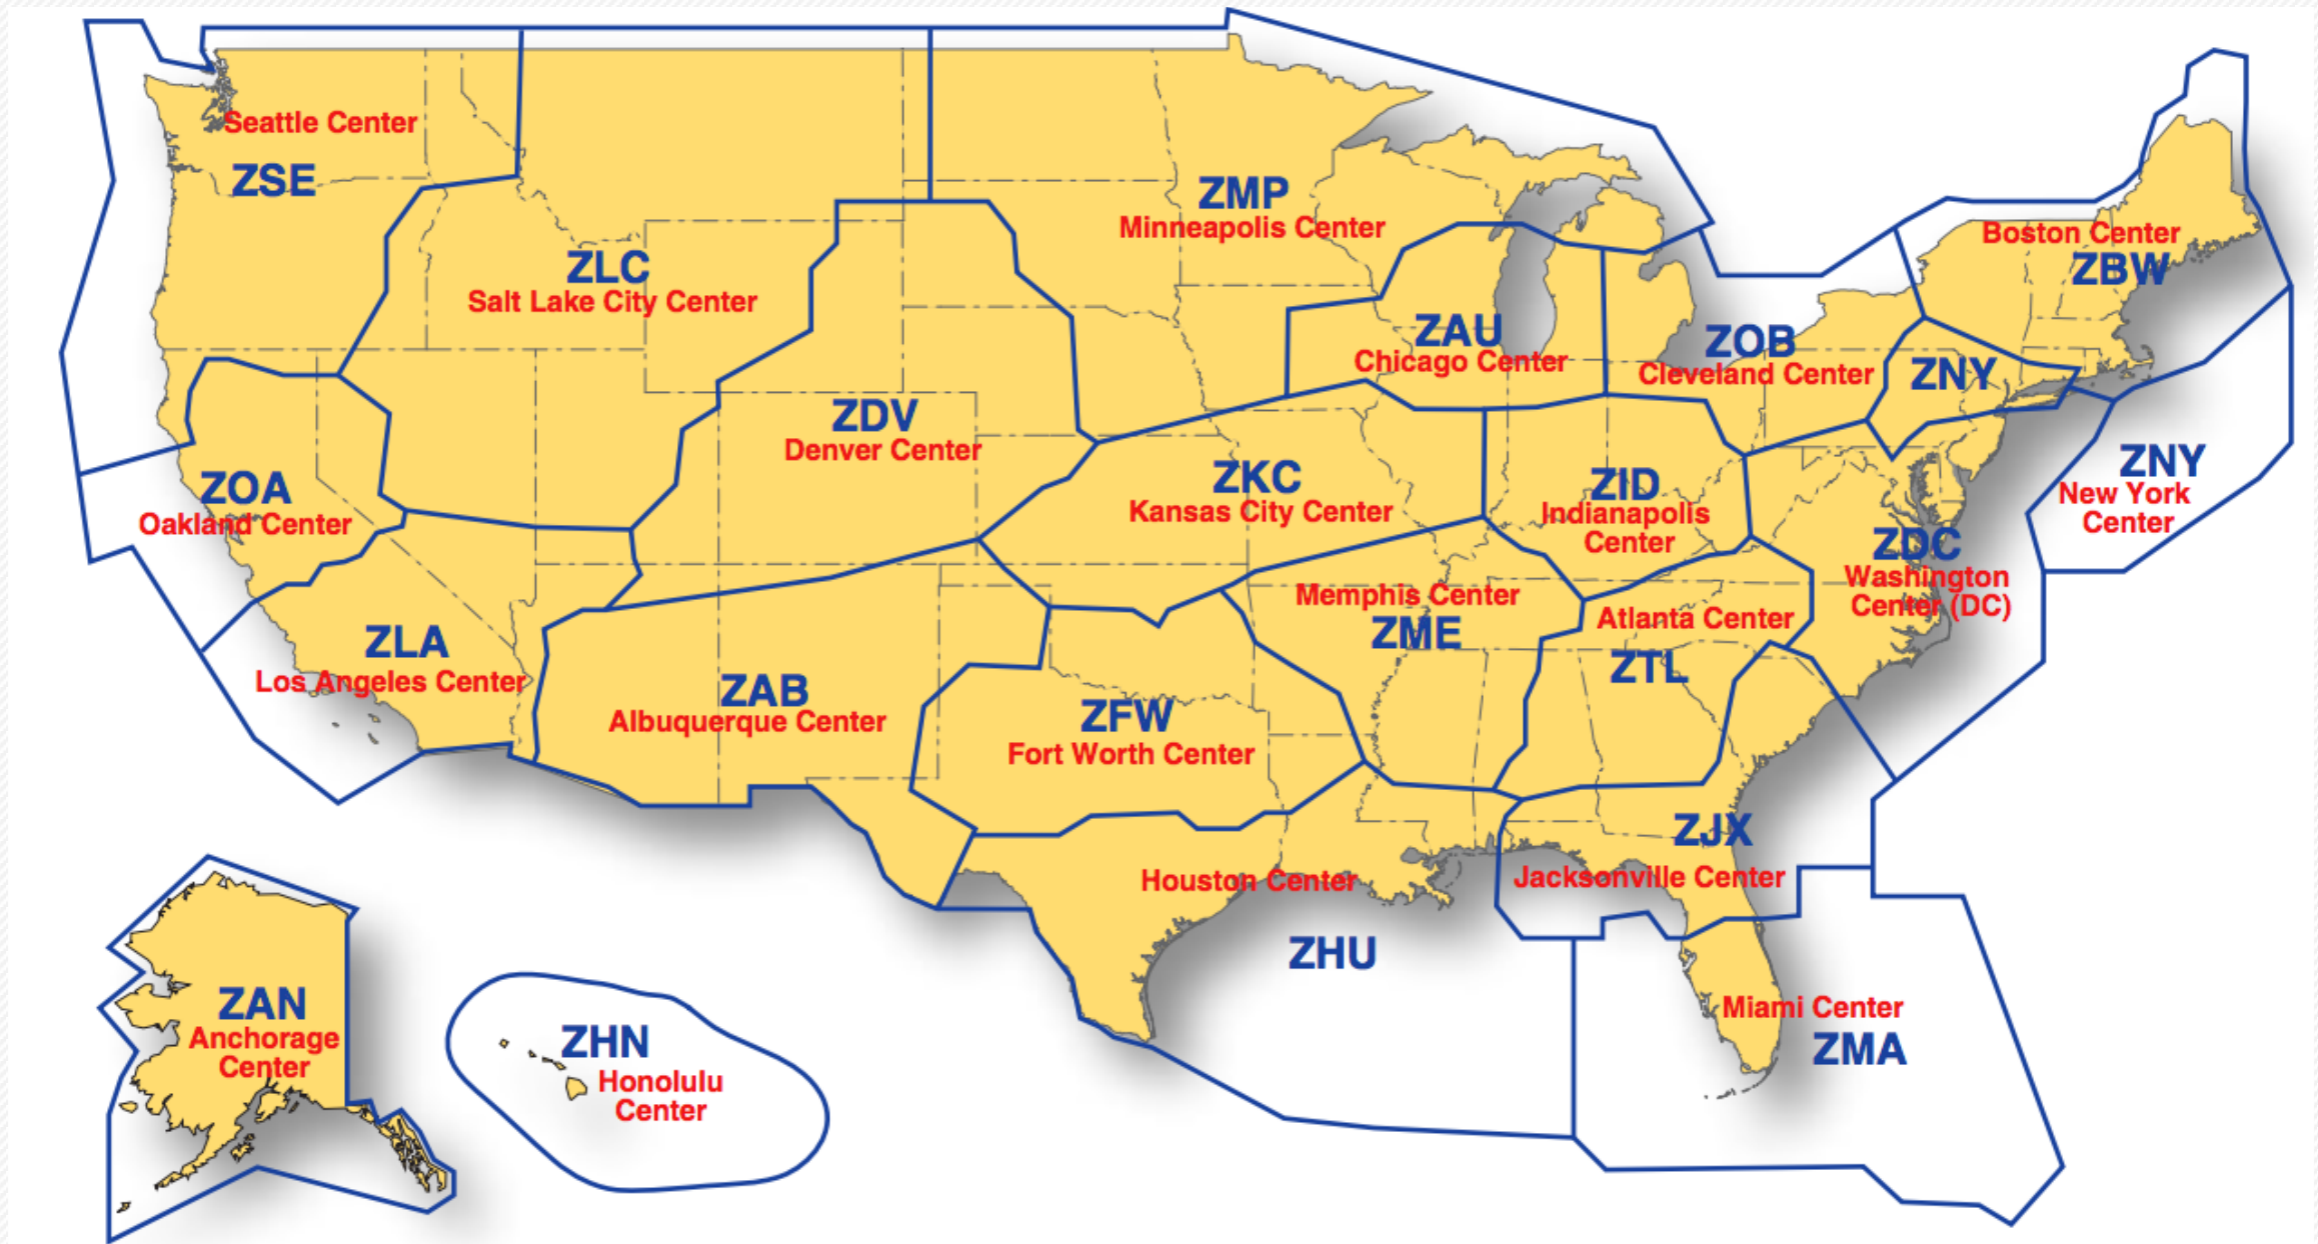 Seattle Center
ZSE
ZLC
Salt Lake City Center
ZMP
Minneapolis Center
Boston Center
ZBW
ZAU
Chicago Center
ZOB
Cleveland Center
ZNY
ZDV
Denver Center
ZOA
Oakland Center
ZKC
Kansas City Center
ZID
Indianapolis
Center
ZNY
New York
Center
ZDC
Washington
Center (DC)
Memphis Center
ZME
Atlanta Center
ZTL
ZLA
Los Angeles Center
ZAB
Albuquerque Center
ZFW
Fort Worth Center
ZJX
Jacksonville Center
Houston Center
ZHU
Miami Center
ZMA
ZAN
Anchorage
Center
ZHN
Honolulu
Center